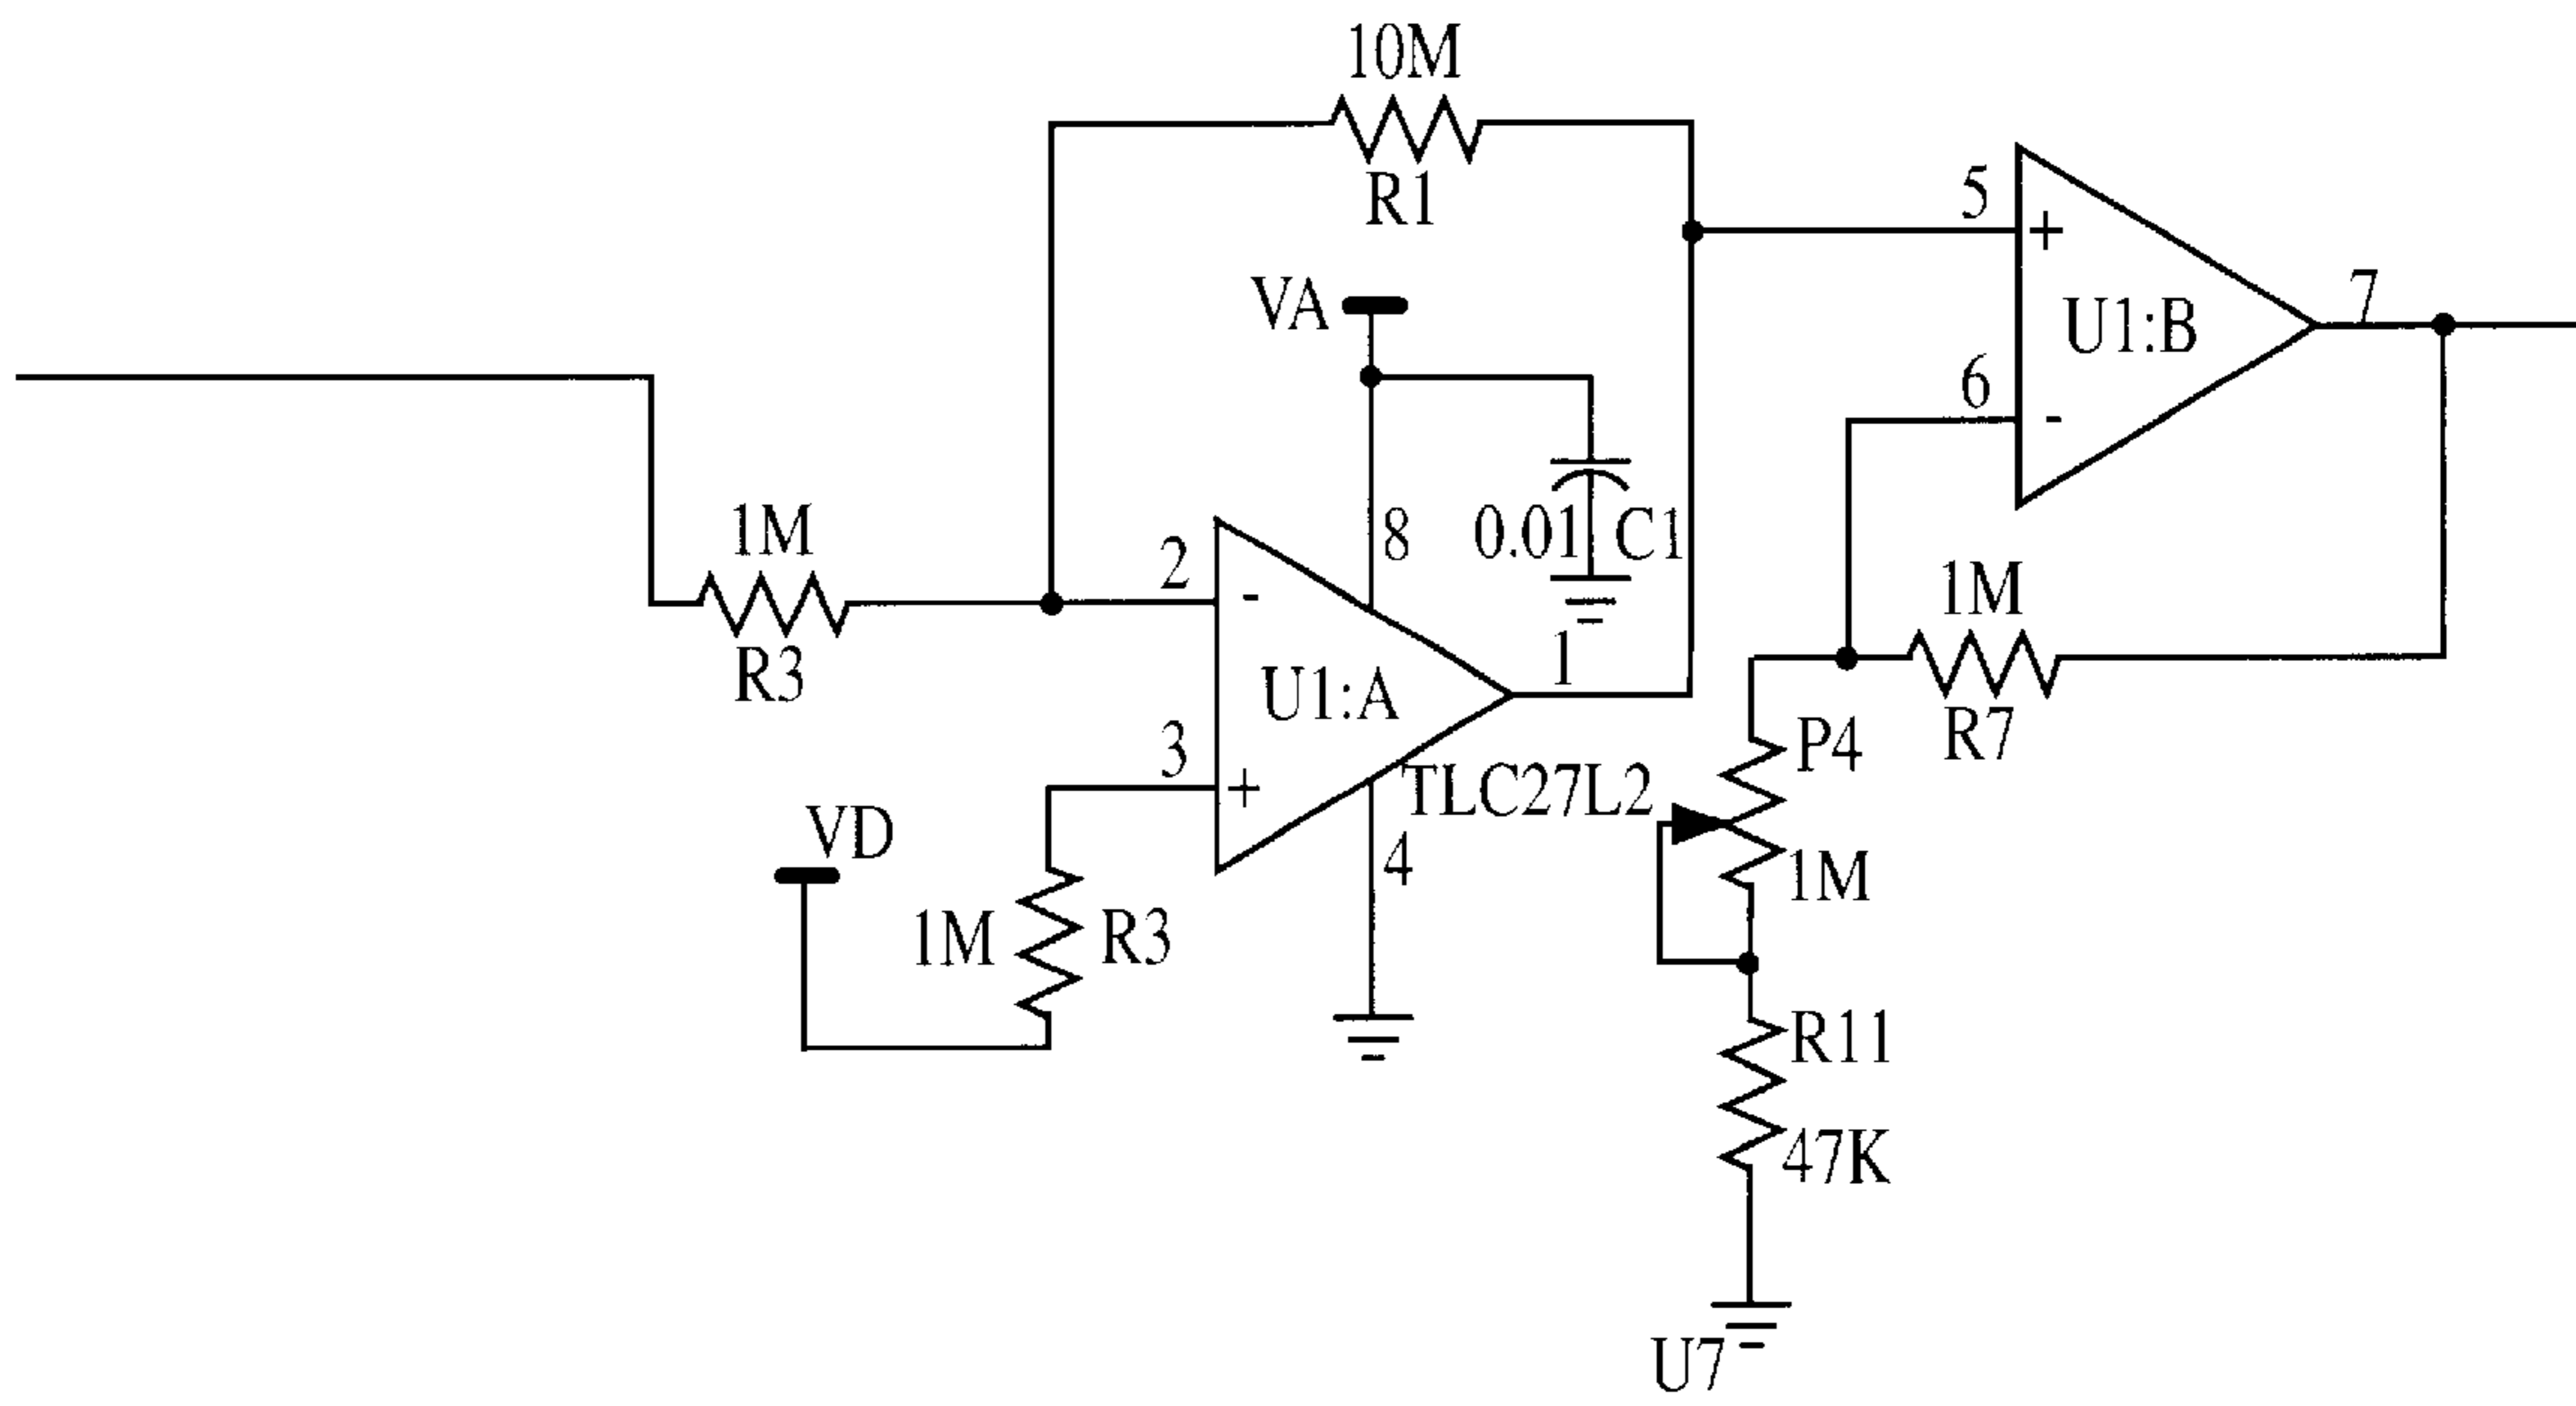 10M
R1
5
+
U1:B
7
VA
6
-
1M
R3
2
-
8
0.01
C1
1M
R7
1
U1:A
3
+
TLC27L2
P4
1M
VD
4
1M
R3
R11
47K
U7